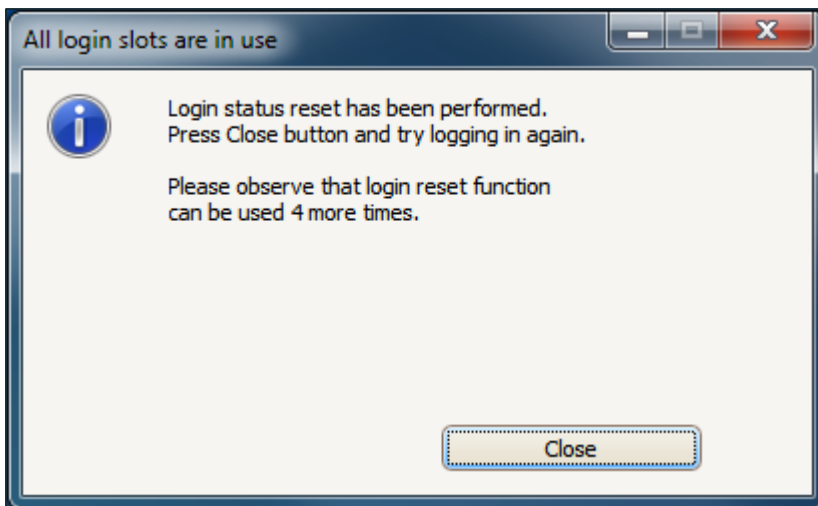 All login slots are in use
Login status reset has been performed.
Press Close button and try logging in again.
Please observe that login reset function
can be used 4 more times.
Close